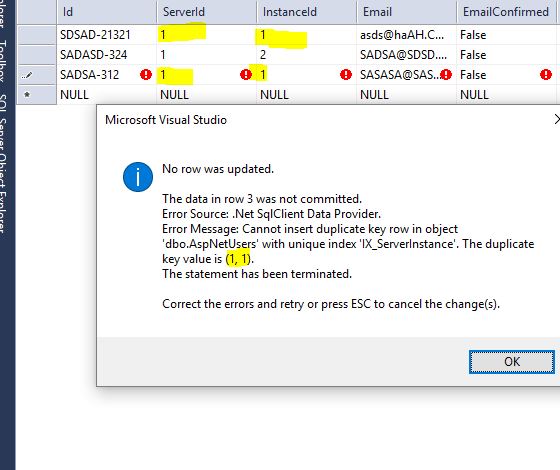 Id ServerId InstanceId Email EmailConfirmed
SDSAD-21321 1 1 asds@haAH.C... False
SADASD-324 1 2 SADSA@SDSD.... False
SADSA-312 1 1 SASASA@SAS... False
NULL NULL NULL NULL NULL
Toolbox
SQL Server Object Explorer
Microsoft Visual Studio
No row was updated.
The data in row 3 was not committed.
Error Source: .Net SqlClient Data Provider.
Error Message: Cannot insert duplicate key row in object
'dbo.AspNetUsers' with unique index 'IX_ServerInstance'. The duplicate
key value is (1, 1).
The statement has been terminated.
Correct the errors and retry or press ESC to cancel the change(s).
OK